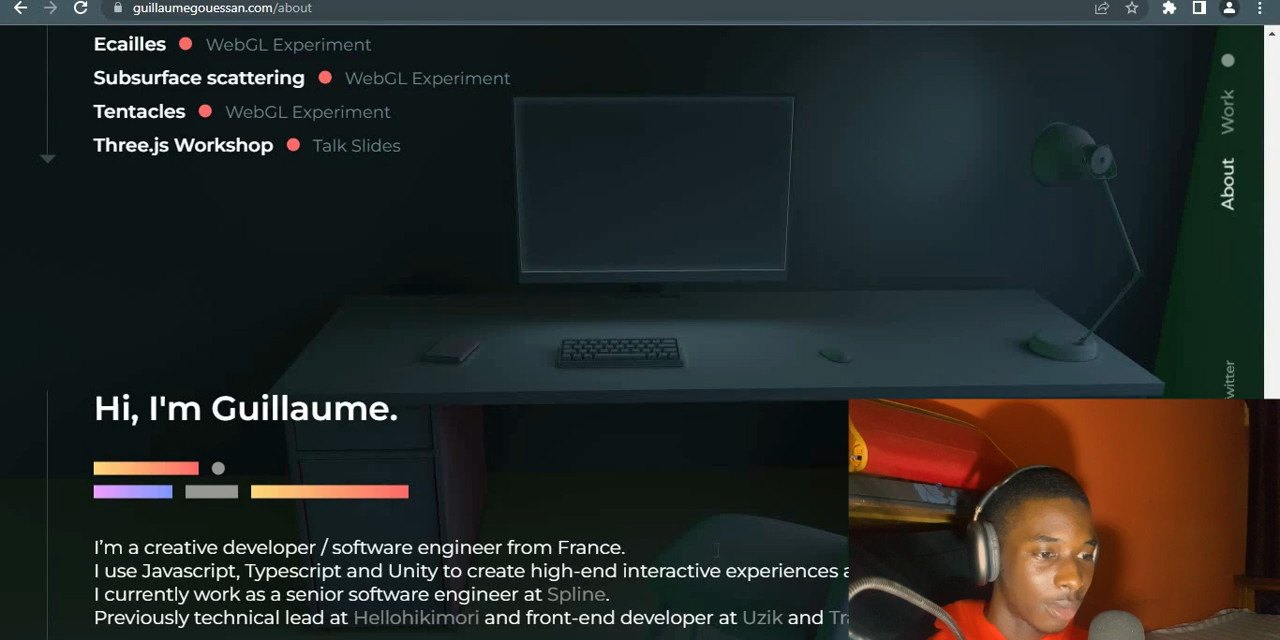 guillaumegouessan.com/about
Ecailles WebGL Experiment
Subsurface scattering WebGL Experiment
Tentacles WebGL Experiment
Three.js Workshop Talk Slides
Work
About
Hi, I'm Guillaume.
I'm a creative developer / software engineer from France.
I use Javascript, Typescript and Unity to create high-end interactive experiences
I currently work as a senior software engineer at Spline.
Previously technical lead at Hellohikimori and front-end developer at Uzik and